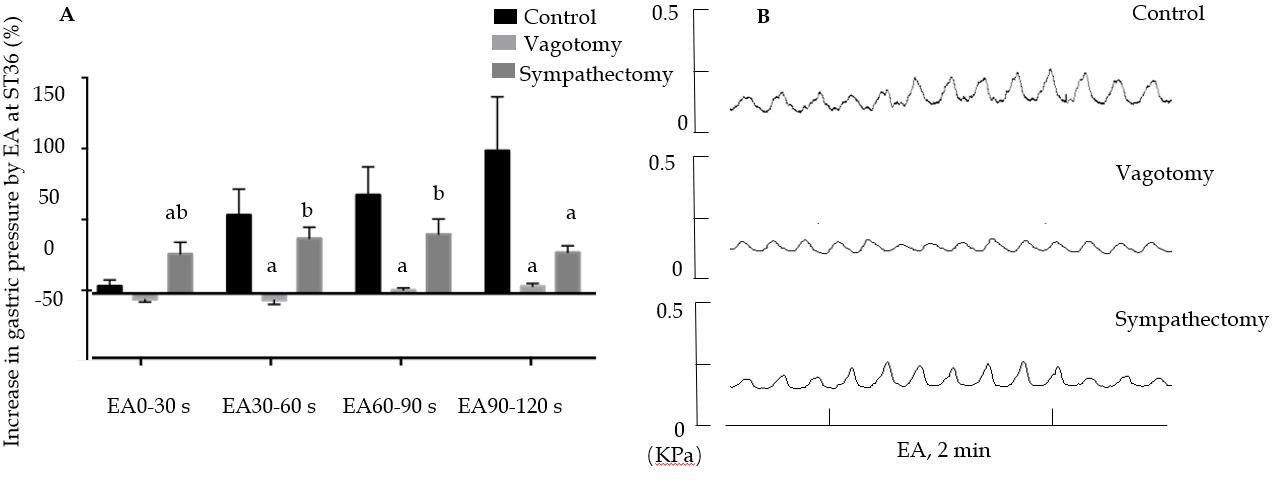 A
Control
Vagotomy
Sympathectomy
Increase in gastric pressure by EA at ST36 (%)
150
100
50
0
-50
ab
a
b
a
b
a
a
EA0-30 s
EA30-60 s
EA60-90 s
EA90-120 s
B
0.5
Control
0
0.5
Vagotomy
0
0.5
Sympathectomy
0
(KPa)
EA, 2 min